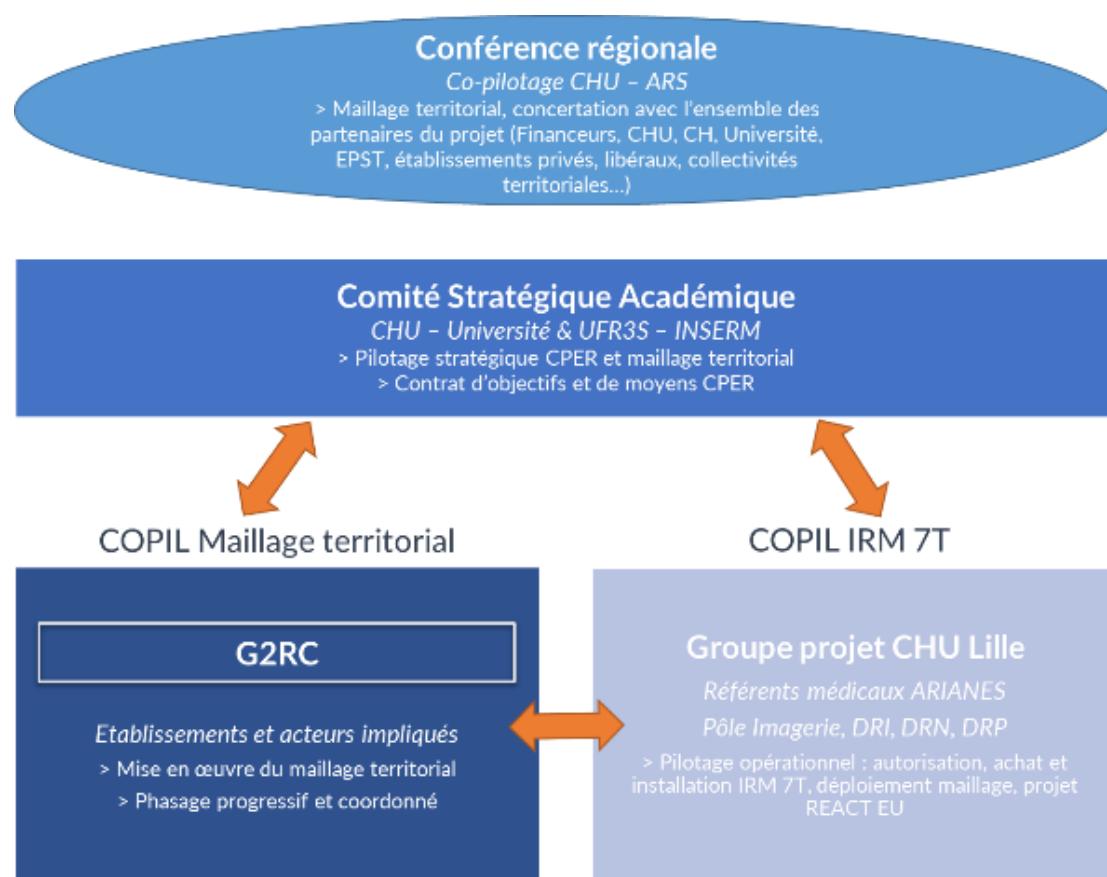 Conférence régionale
Co-pilotage CHU – ARS
> Maillage territorial, concertation avec l'ensemble des
partenaires du projet (Financeurs, CHU, CH, Université,
EPST, établissements privés, libéraux, collectivités
territoriales...)
Comité Stratégique Académique
CHU – Université & UFR3S – INSERM
> Pilotage stratégique CPER et maillage territorial
> Contrat d'objectifs et de moyens CPER
COPIL Maillage territorial
G2RC
Etablissements et acteurs impliqués
> Mise en œuvre du maillage territorial
> Phasage progressif et coordonné
COPIL IRM 7T
Groupe projet CHU Lille
Référents médicaux ARIANES
Pôle Imagerie, DRI, DRN, DRP
> Pilotage opérationnel : autorisation, achat et
installation IRM 7T, déploiement maillage, projet
REACT EU